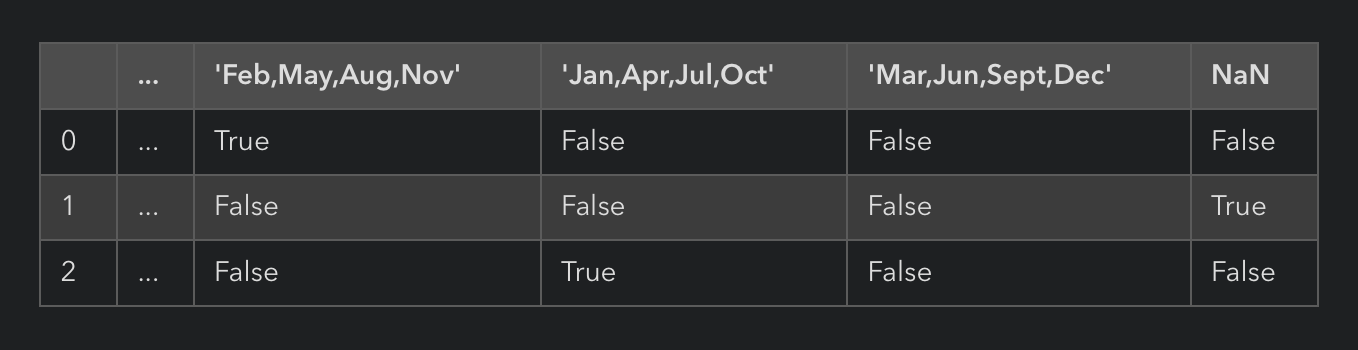 ... 'Feb,May,Aug,Nov' 'Jan,Apr,Jul,Oct' 'Mar,Jun,Sept,Dec' NaN
0 ... True False False False
1 ... False False False True
2 ... False True False False